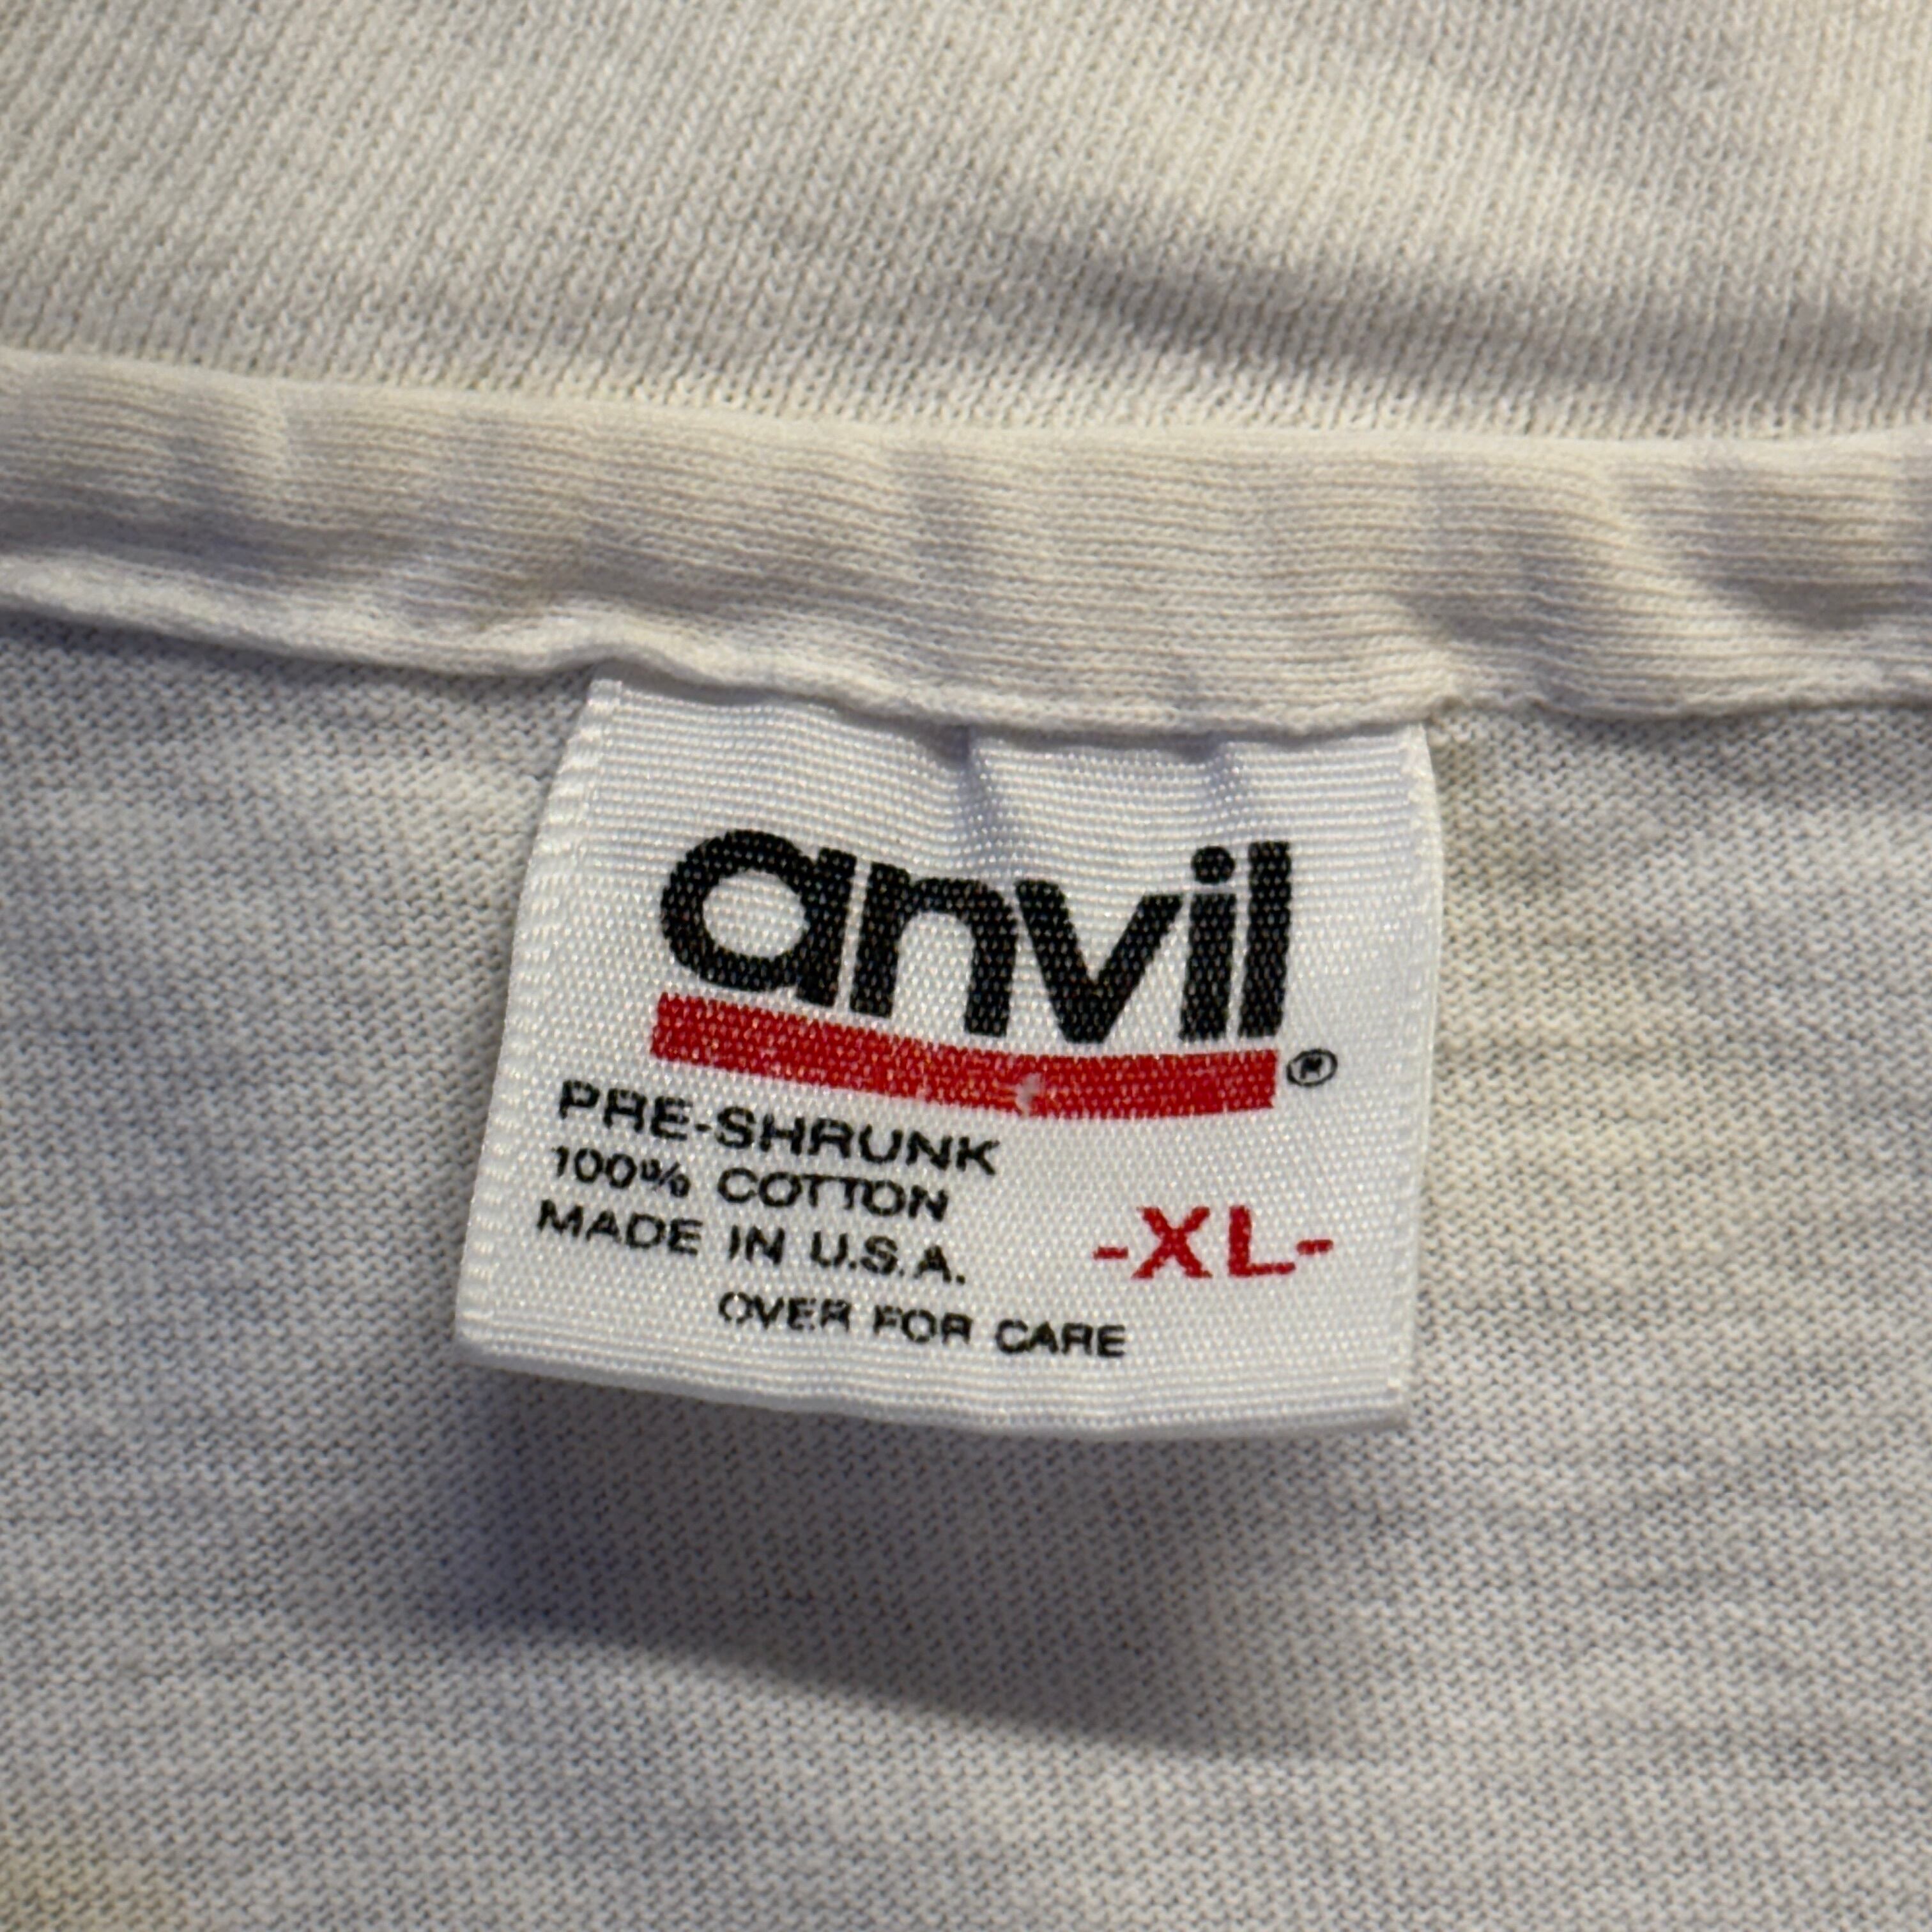 anvil®
PRE-SHRUNK
100% COTTON
MADE IN U.S.A.
-XL-
OVER FOR CARE